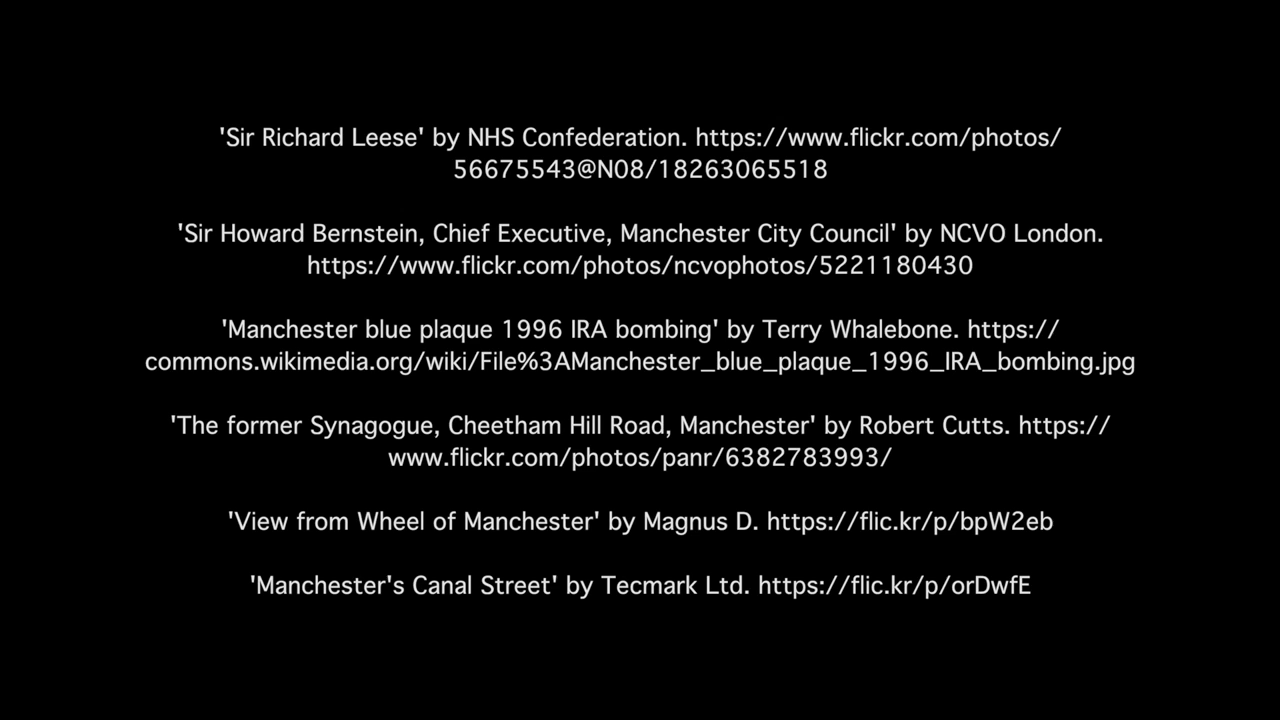 'Sir Richard Leese' by NHS Confederation. https://www.flickr.com/photos/
56675543@N08/18263065518
'Sir Howard Bernstein, Chief Executive, Manchester City Council' by NCVO London.
https://www.flickr.com/photos/ncvophotos/5221180430
'Manchester blue plaque 1996 IRA bombing' by Terry Whalebone. https://
commons.wikimedia.org/wiki/File%3AManchester_blue_plaque_1996_IRA_bombing.jpg
'The former Synagogue, Cheetham Hill Road, Manchester' by Robert Cutts. https://
www.flickr.com/photos/panr/6382783993/
'View from Wheel of Manchester' by Magnus D. https://flic.kr/p/bpW2eb
'Manchester's Canal Street' by Tecmark Ltd. https://flic.kr/p/orDwfE